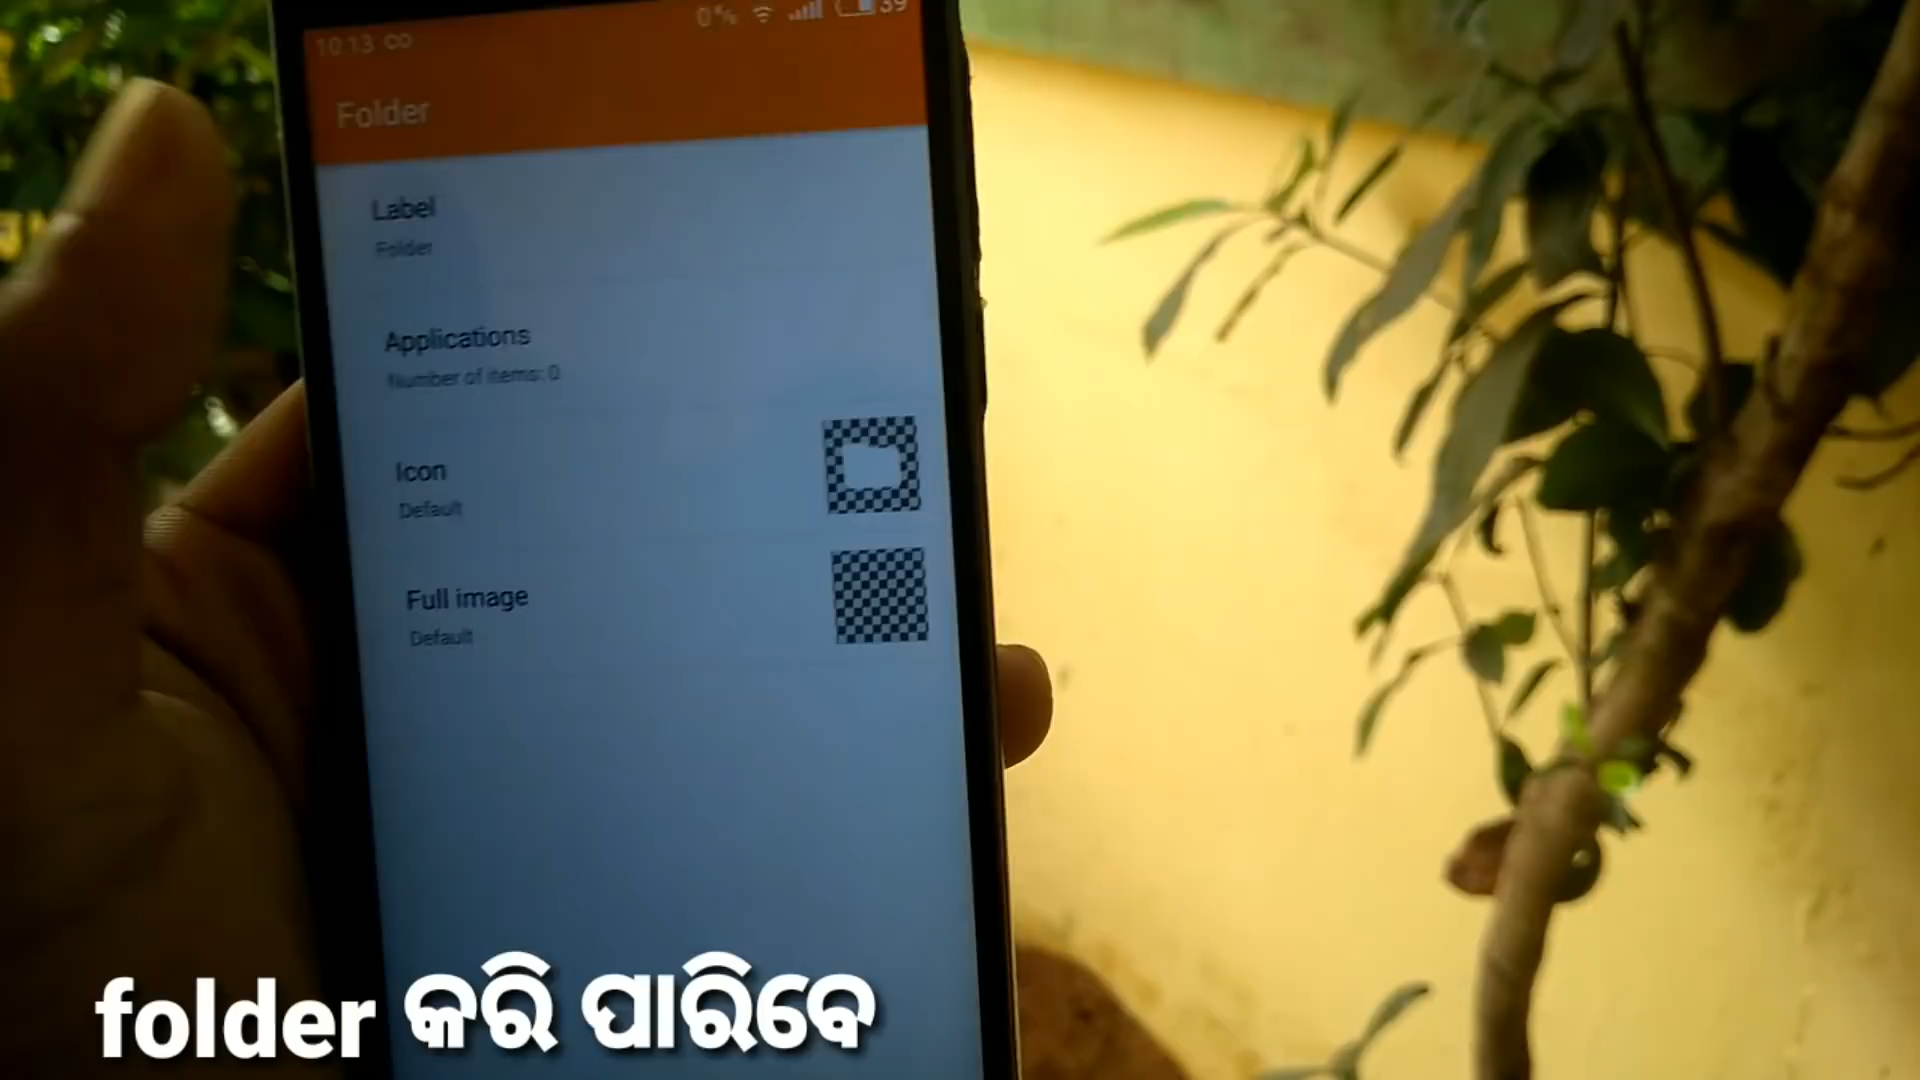 10:13
0% 39
Folder
Label
Folder
Applications
Number of items: 0
Icon
Default
Full image
Default
folder କରି ପାରିବେ